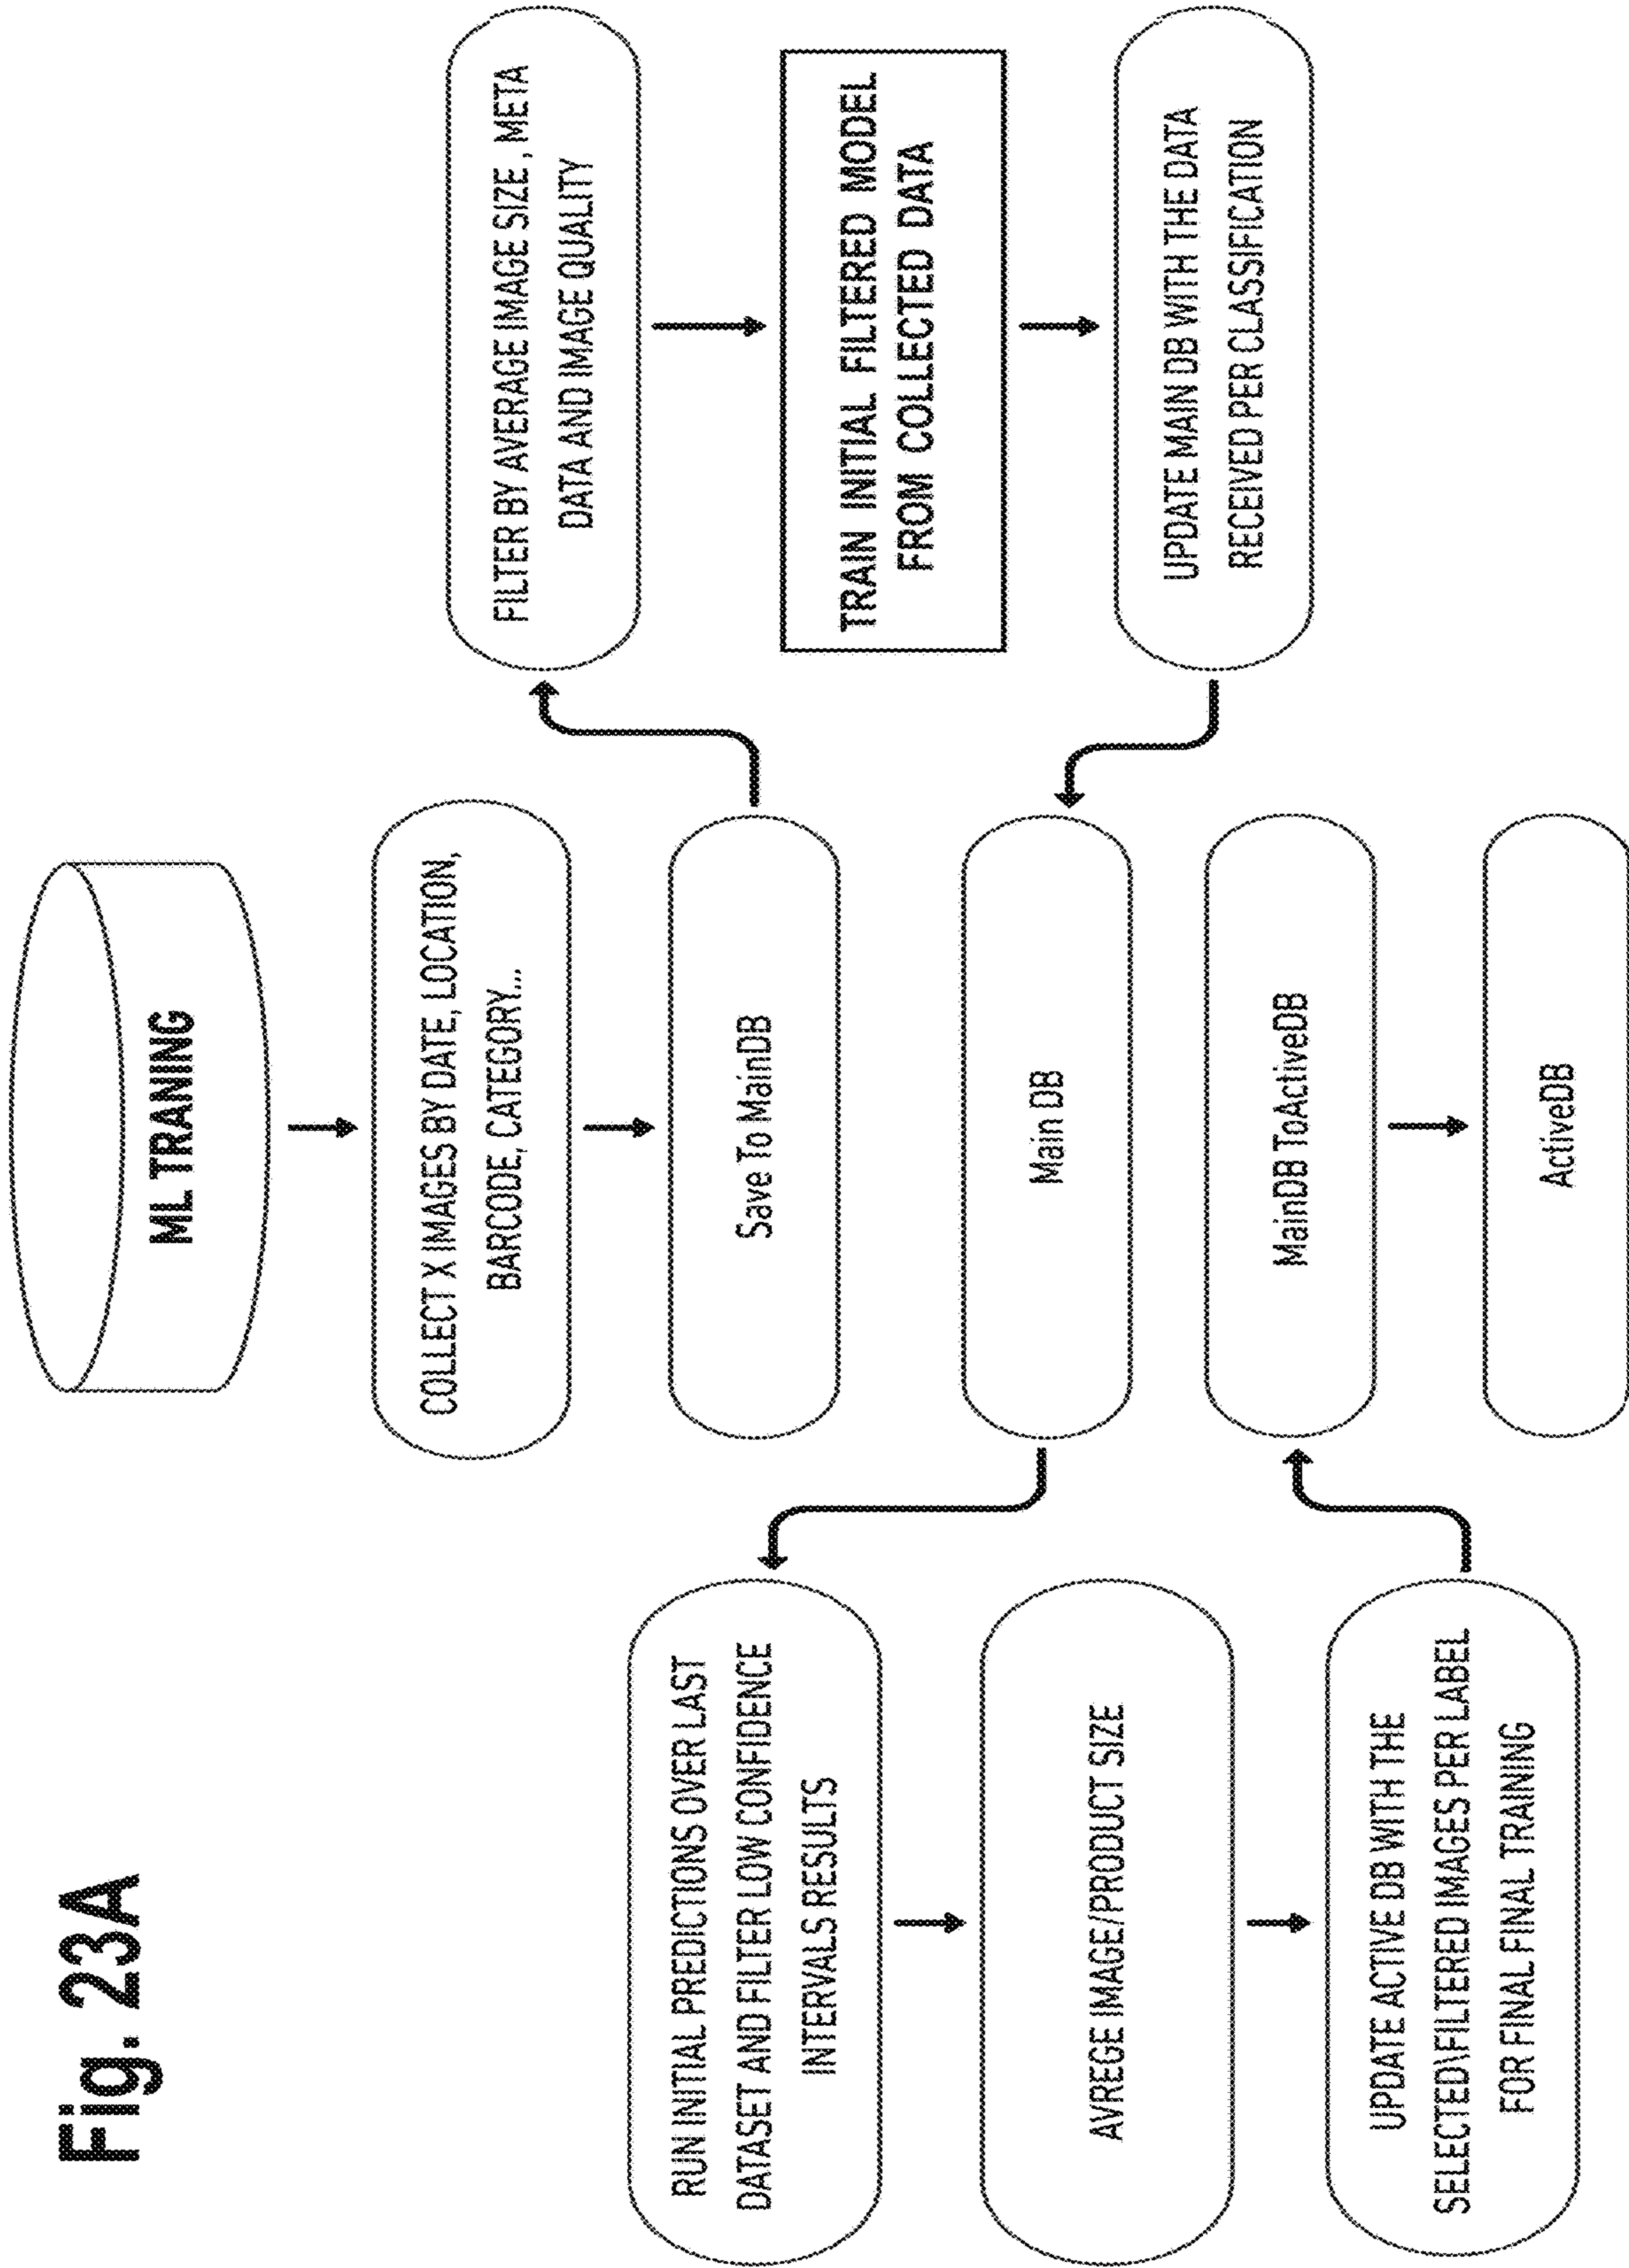 Fig. 23A
ML TRANING
COLLECT X IMAGES BY DATE, LOCATION,
BARCODE, CATEGORY...
Save To MainDB
FILTER BY AVERAGE IMAGE SIZE , META
DATA AND IMAGE QUALITY
TRAIN INITIAL FILTERED MODEL
FROM COLLECTED DATA
UPDATE MAIN DB WITH THE DATA
RECEIVED PER CLASSIFICATION
Main DB
RUN INITIAL PREDICTIONS OVER LAST
DATASET AND FILTER LOW CONFIDENCE
INTERVALS RESULTS
AVREGE IMAGE/PRODUCT SIZE
UPDATE ACTIVE DB WITH THE
SELECTED\FILTERED IMAGES PER LABEL
FOR FINAL FINAL TRAINING
MainDB ToActiveDB
ActiveDB